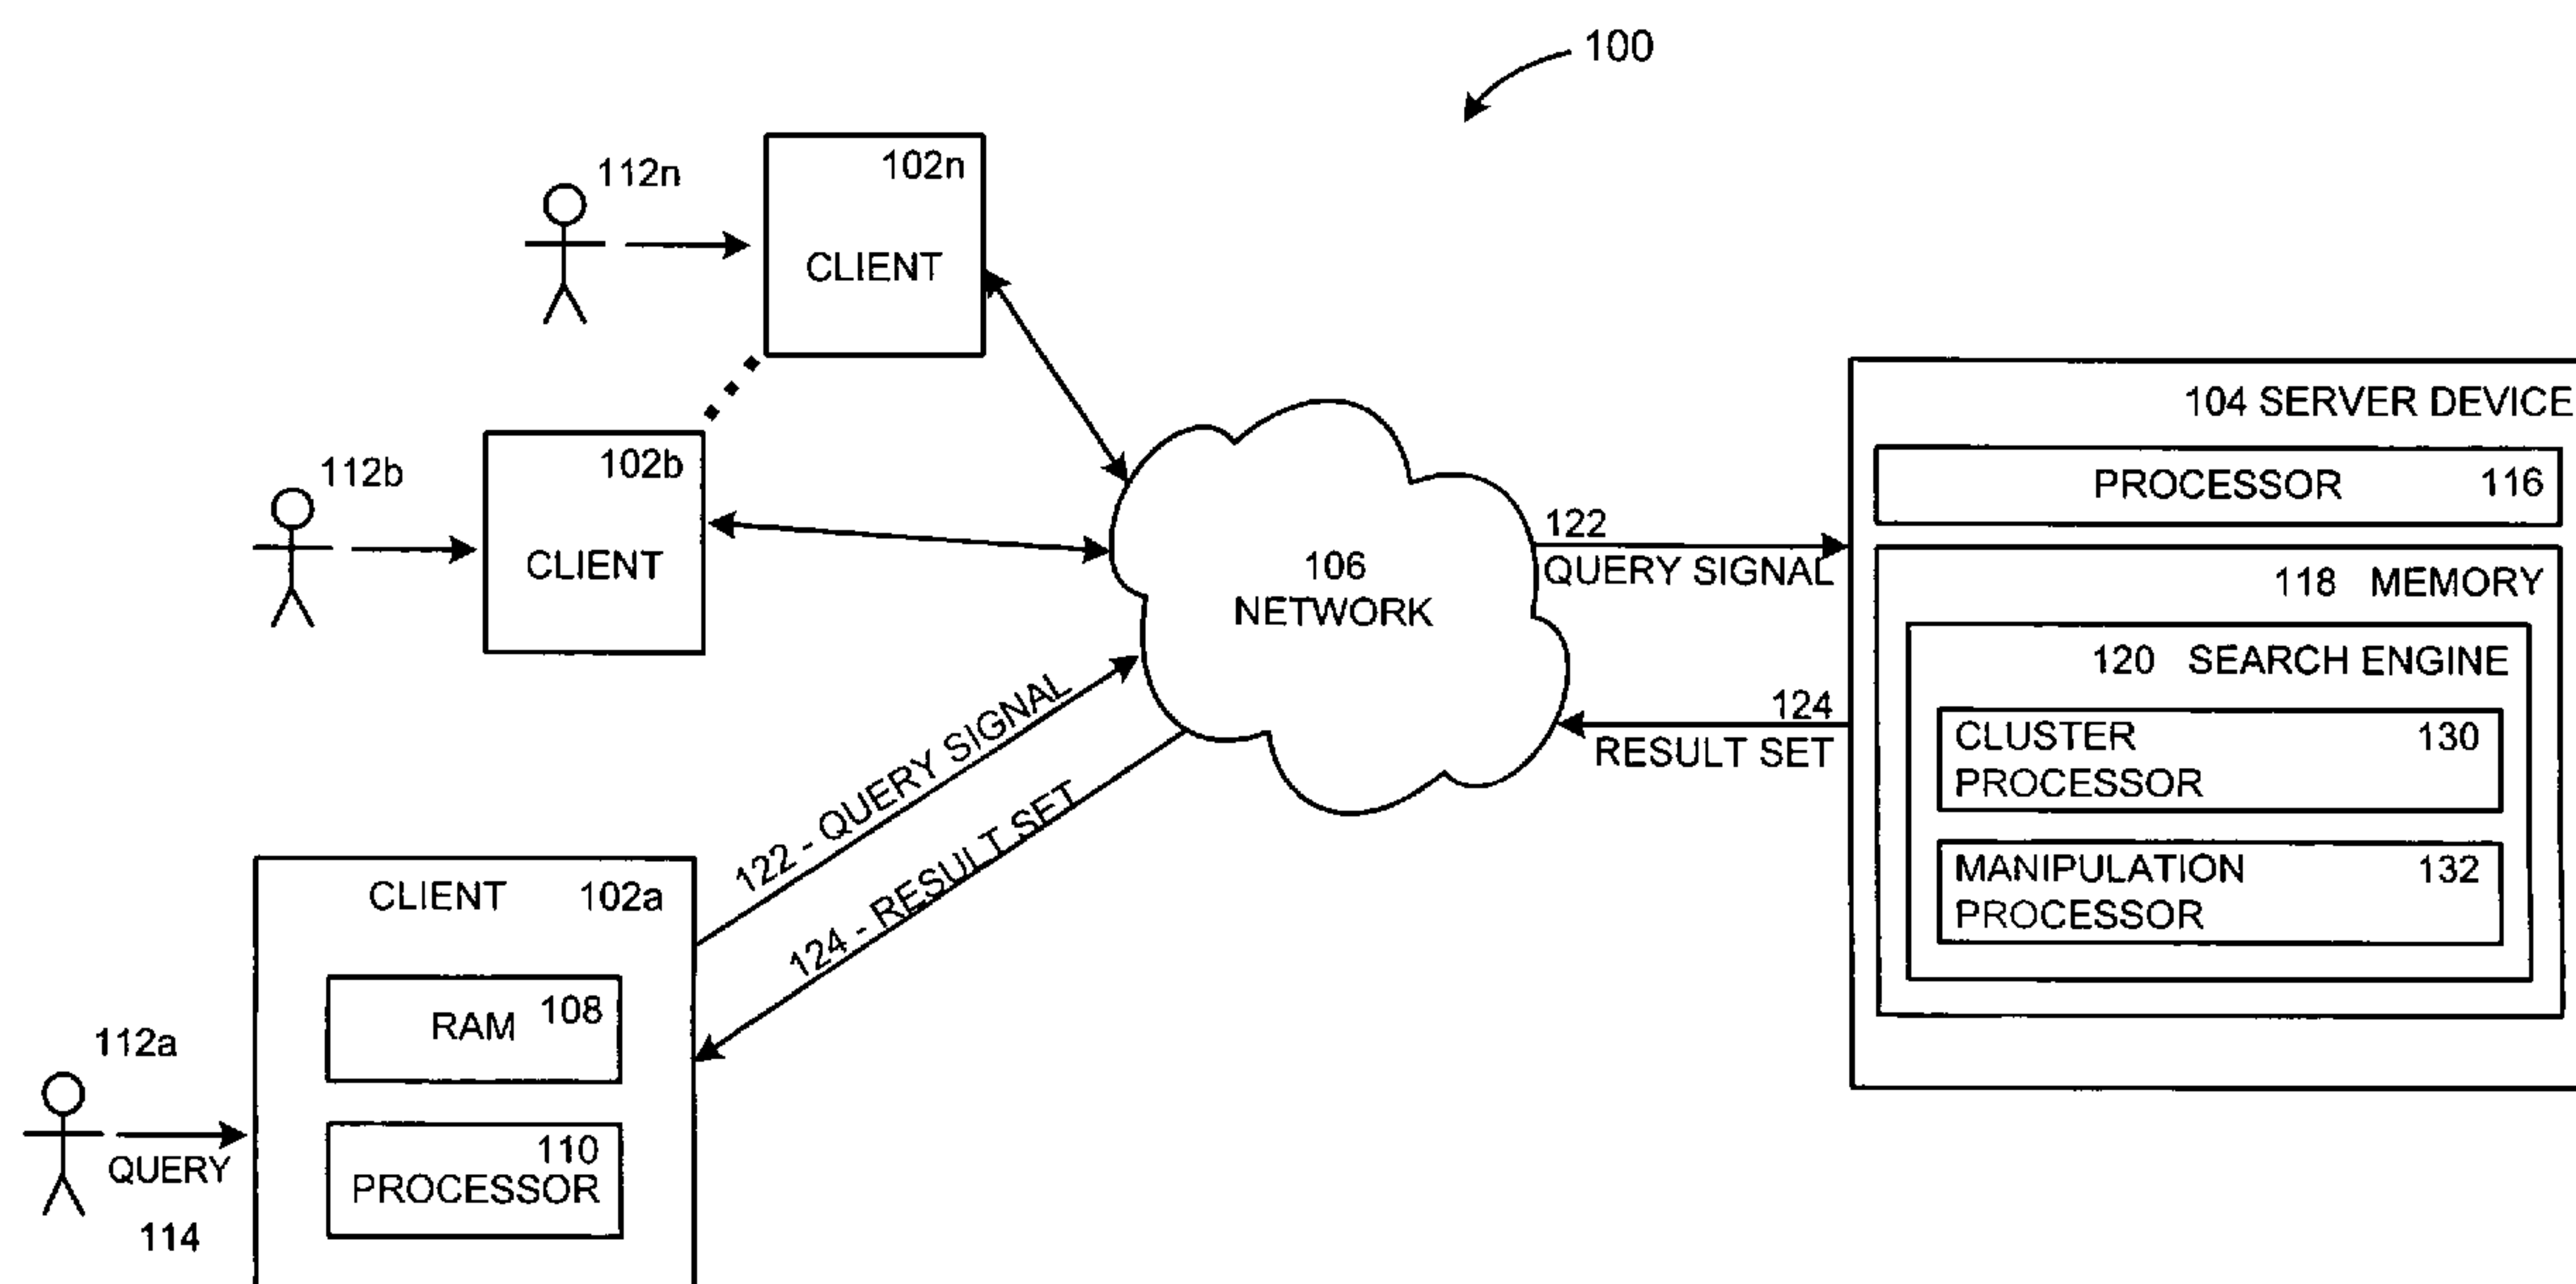 100
112n
102n
CLIENT
112b
102b
CLIENT
106
NETWORK
122
QUERY SIGNAL
124
RESULT SET
104 SERVER DEVICE
PROCESSOR 116
118 MEMORY
120 SEARCH ENGINE
CLUSTER 130
PROCESSOR
MANIPULATION 132
PROCESSOR
122 - QUERY SIGNAL
124 - RESULT SET
CLIENT 102a
RAM 108
110
PROCESSOR
112a
QUERY
114